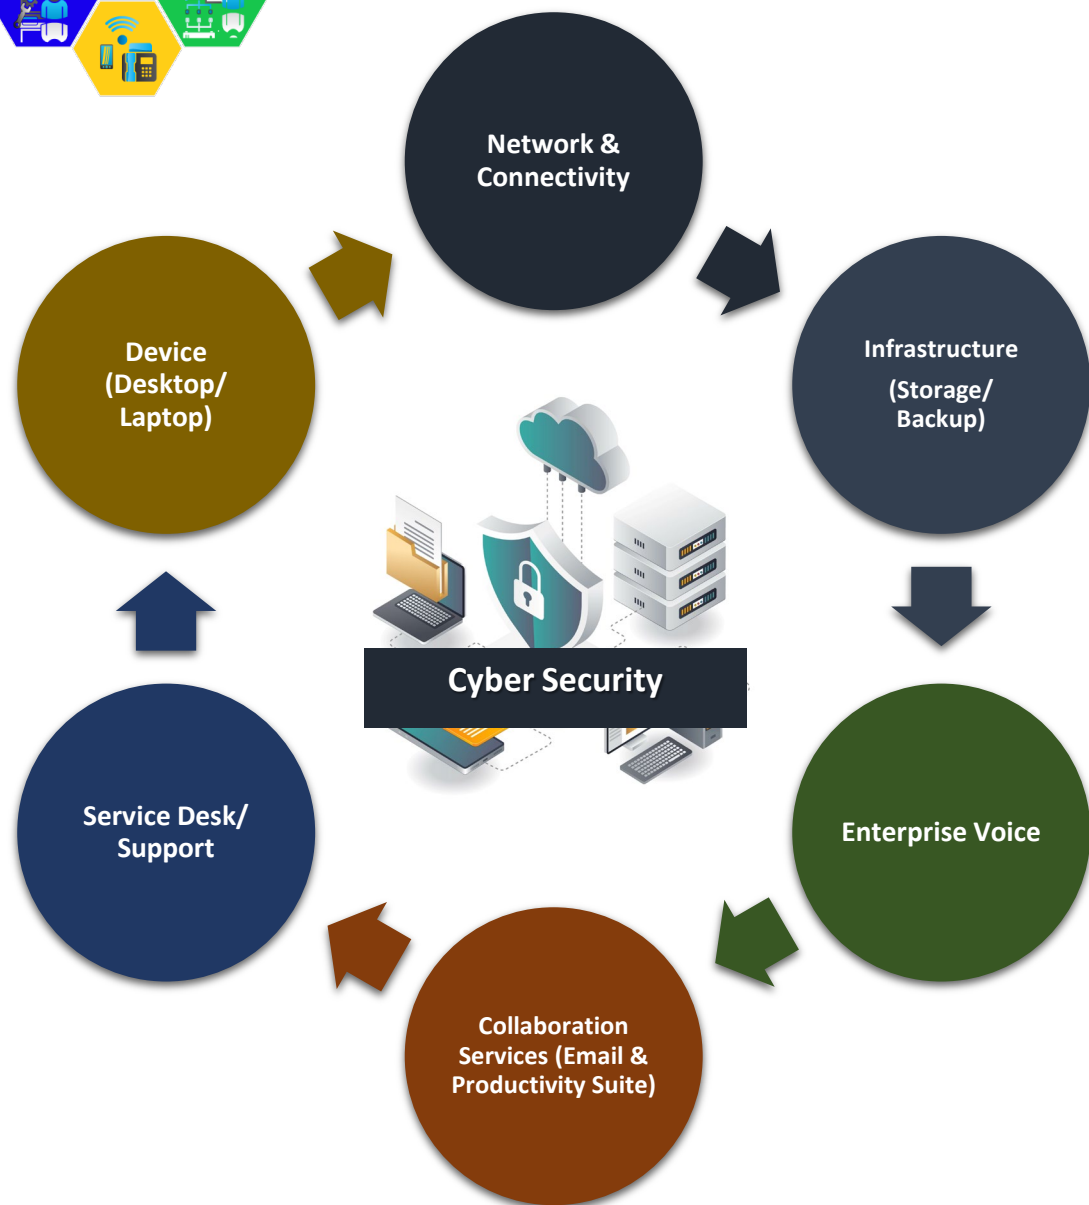 Network &
Connectivity
Infrastructure
(Storage/
Backup)
Enterprise Voice
Collaboration
Services (Email &
Productivity Suite)
Service Desk/
Support
Device
(Desktop/
Laptop)
Cyber Security